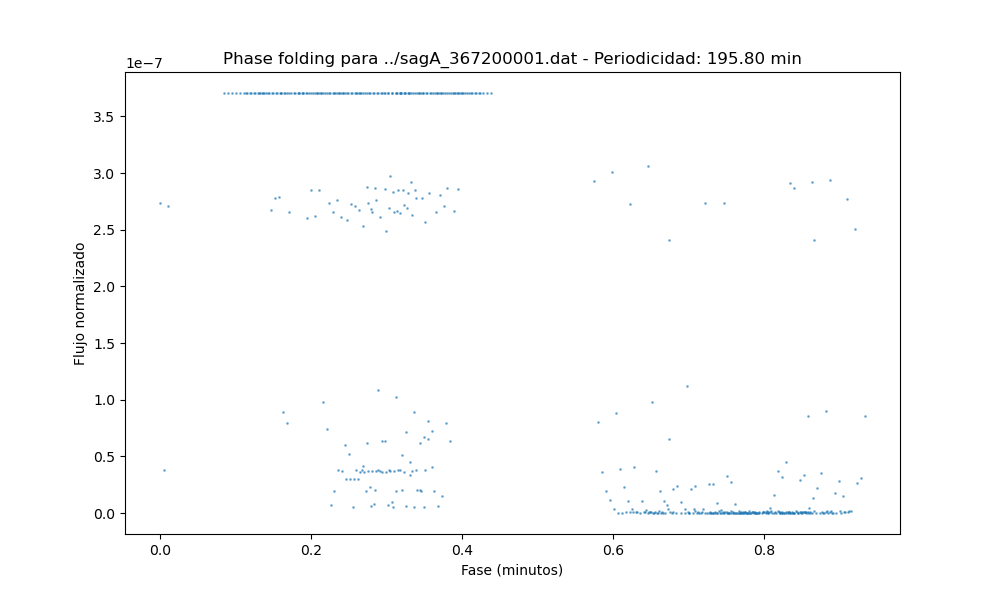 Phase folding para ../sagA_367200001.dat - Periodicidad: 195.80 min
1e−7
3.5
3.0
2.5
2.0
1.5
1.0
0.5
0.0
Flujo normalizado
0.0 0.2 0.4 0.6 0.8
Fase (minutos)